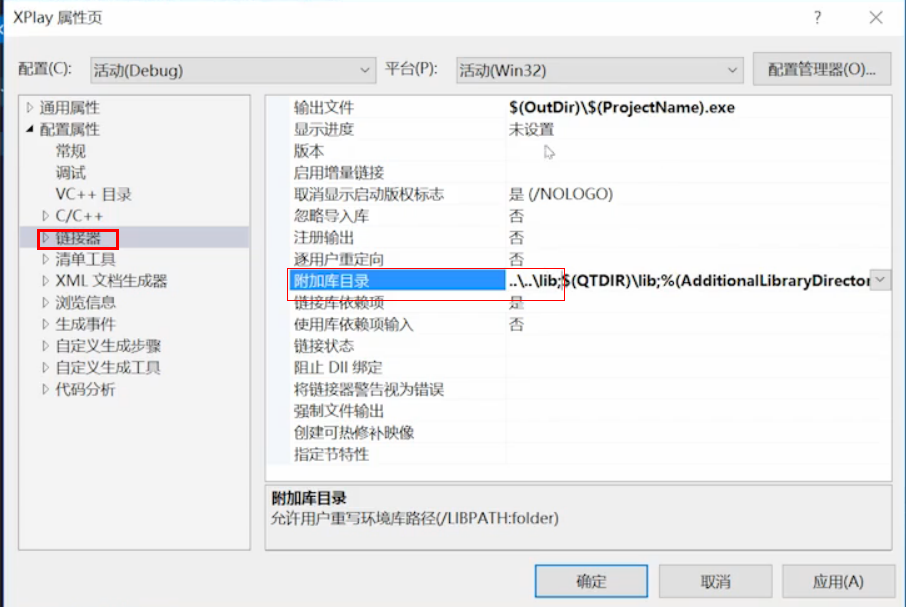 XPlay 属性页
配置(C): 活动(Debug) 平台(P): 活动(Win32) 配置管理器(O)...
通用属性
配置属性
常规
调试
VC++ 目录
C/C++
链接器
清单工具
XML 文档生成器
浏览信息
生成事件
自定义生成步骤
自定义生成工具
代码分析
输出文件 $(OutDir)\$(ProjectName).exe
显示进度 未设置
版本
启用增量链接
取消显示启动版权标志 是 (/NOLOGO)
忽略导入库 否
注册输出 否
逐用户重定向 否
附加库目录 ..\..\lib;$(QTDIR)\lib;%(AdditionalLibraryDirector
链接库依赖项 是
使用库依赖项输入 否
链接状态
阻止 Dll 绑定
将链接器警告视为错误
强制文件输出
创建可热修补映像
指定节特性
附加库目录
允许用户重写环境库路径(/LIBPATH:folder)
确定 取消 应用(A)